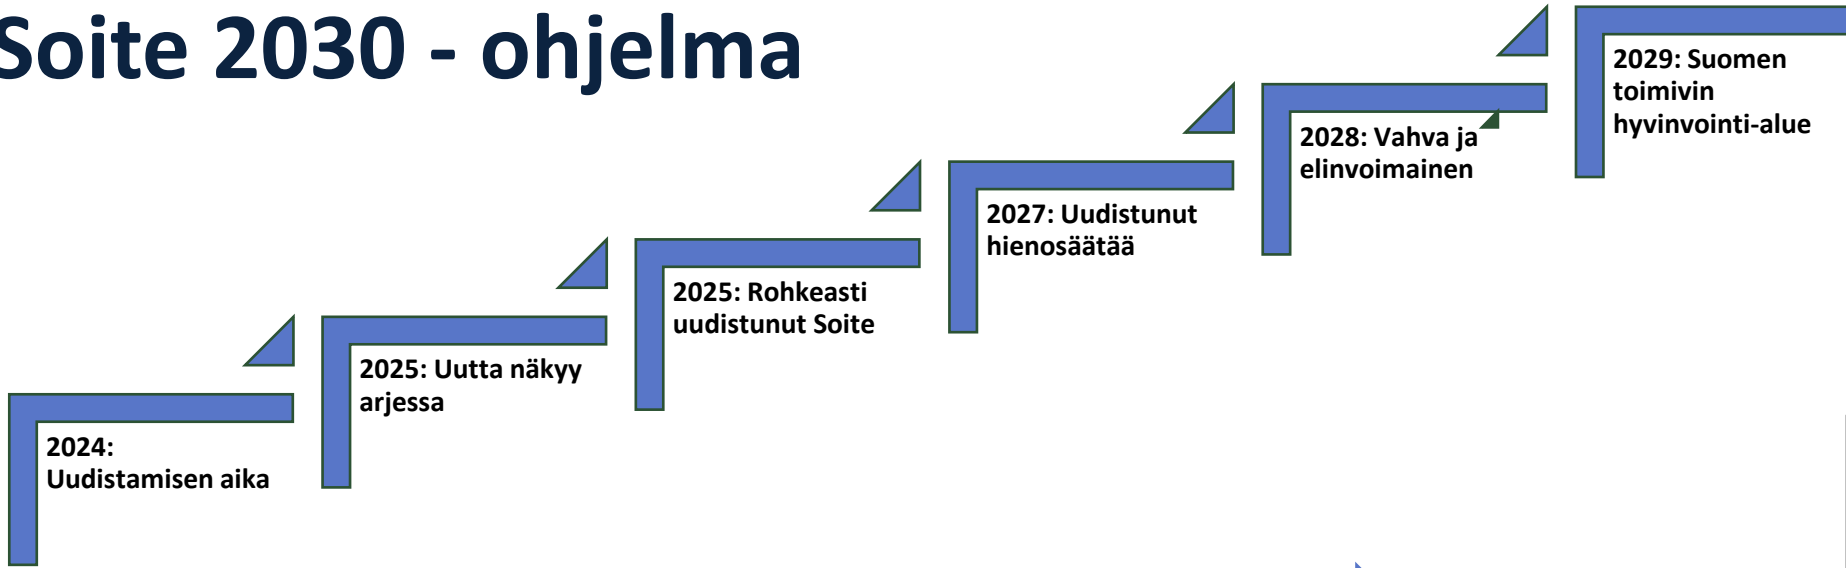 Soite 2030 - ohjelma
2024:
Uudistamisen aika
2025: Uutta näkyy
arjessa
2025: Rohkeasti
uudistunut Soite
2027: Uudistunut
hienosäätää
2028: Vahva ja
elinvoimainen
2029: Suomen
toimivin
hyvinvointi-alue